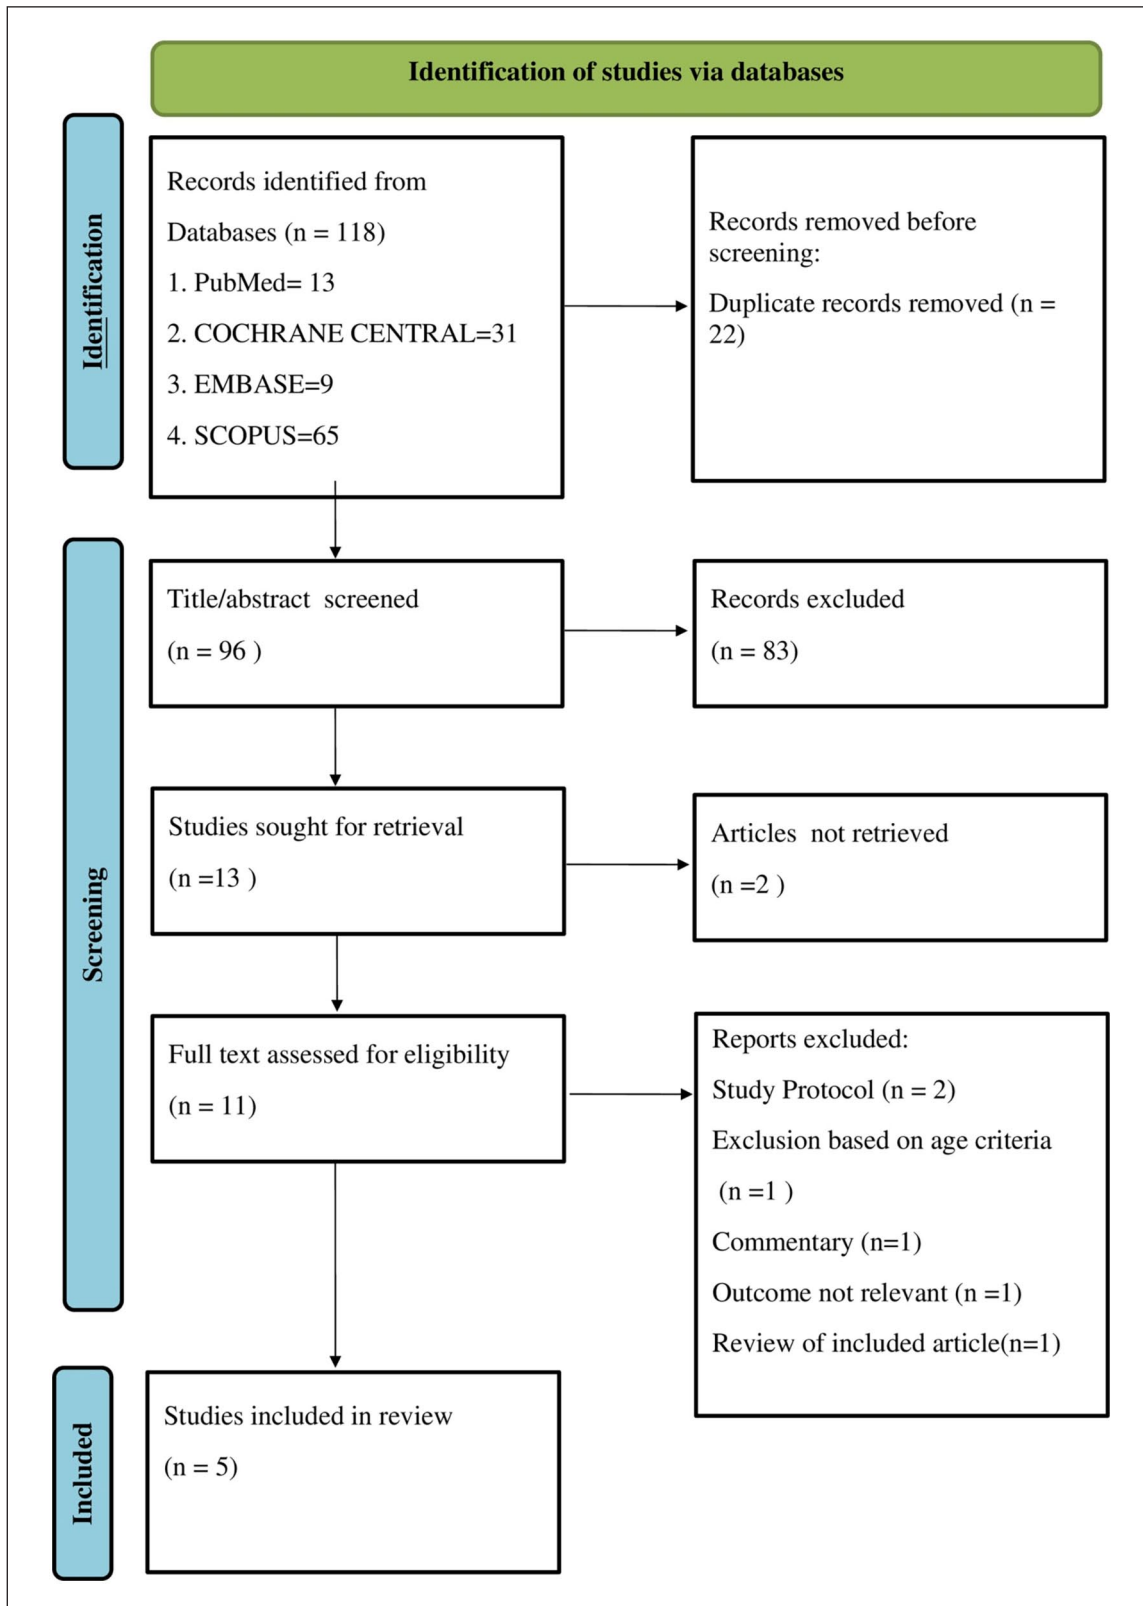 Identification of studies via databases
Identification
Records identified from
Databases (n = 118)
1. PubMed= 13
2. COCHRANE CENTRAL=31
3. EMBASE=9
4. SCOPUS=65
Records removed before
screening:
Duplicate records removed (n =
22)
Screening
Title/abstract  screened
(n = 96 )
Records excluded
(n = 83)
Studies sought for retrieval
(n =13 )
Articles  not retrieved
(n =2 )
Full text assessed for eligibility
(n = 11)
Reports excluded:
Study Protocol (n = 2)
Exclusion based on age criteria
(n =1 )
Commentary (n=1)
Outcome not relevant (n =1)
Review of included article(n=1)
Included
Studies included in review
(n = 5)